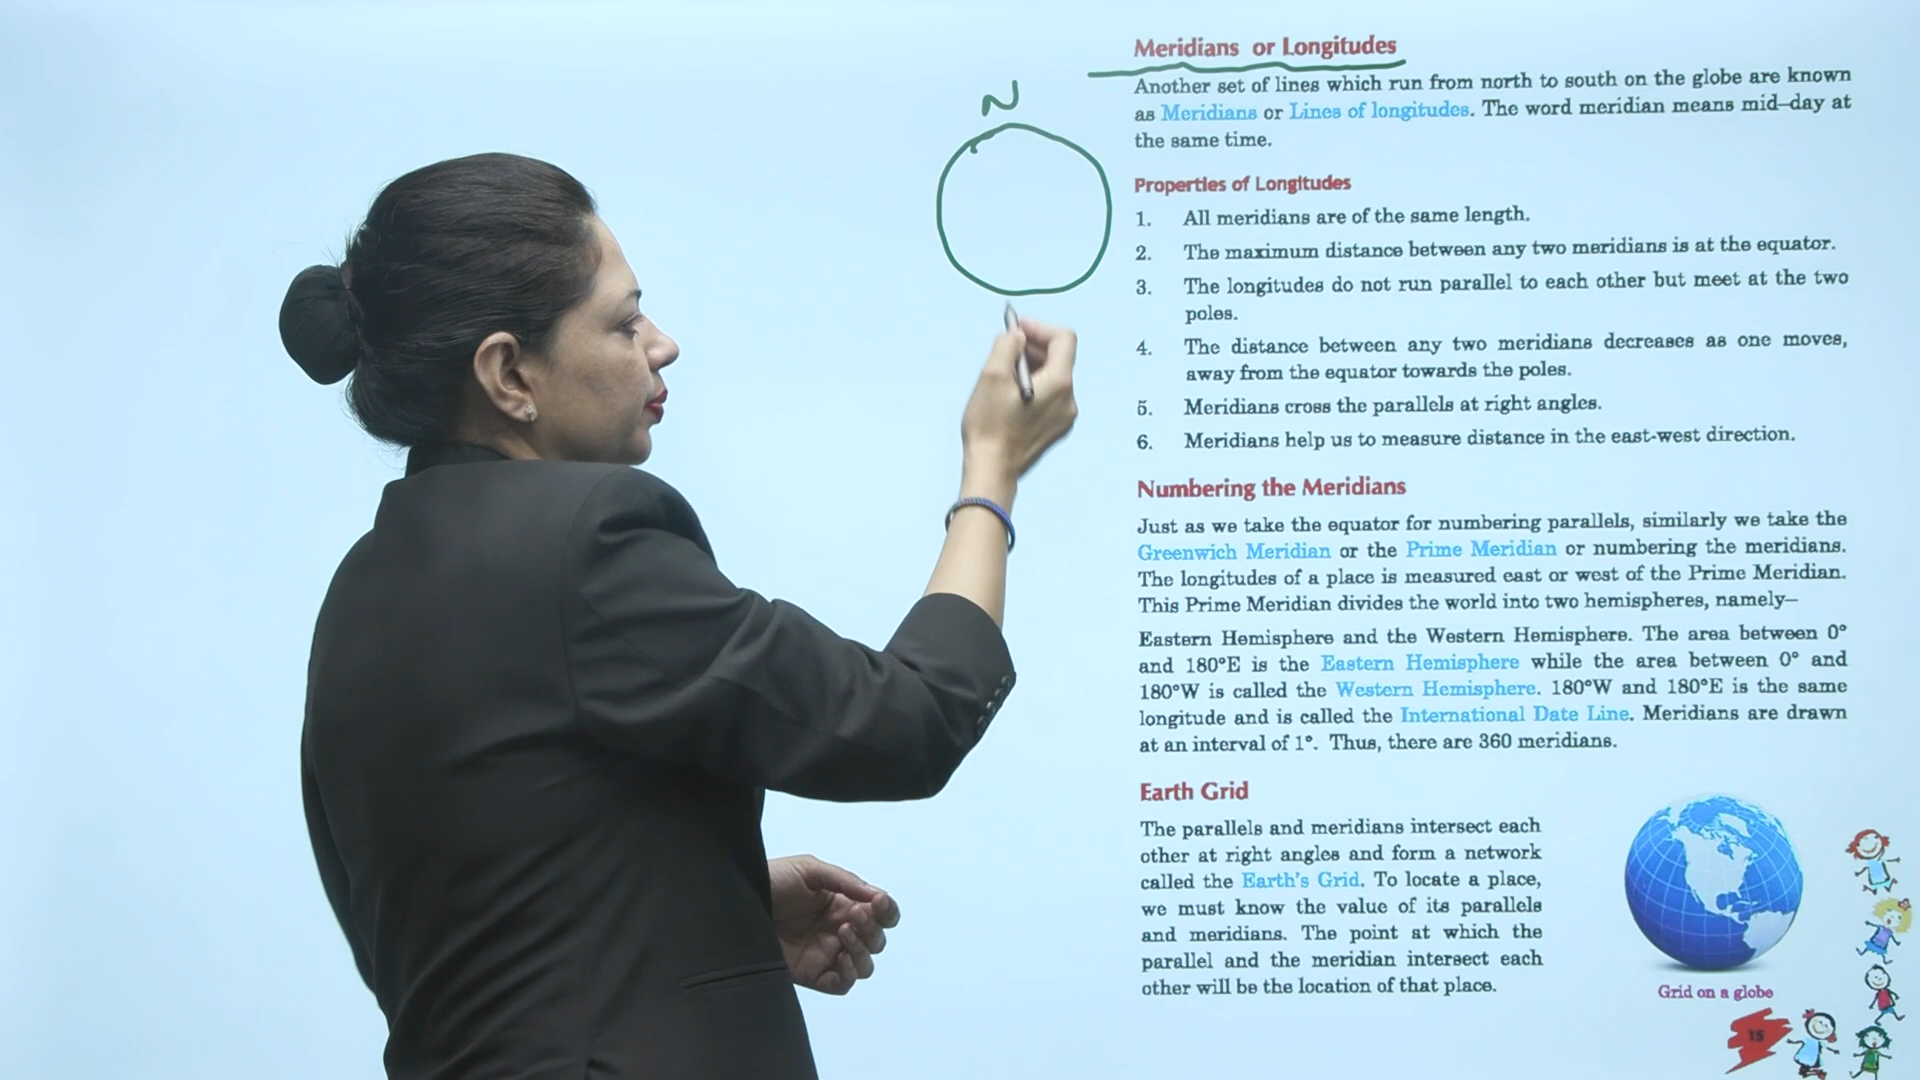 N
Meridians or Longitudes
Another set of lines which run from north to south on the globe are known
as Meridians or Lines of longitudes. The word meridian means mid–day at
the same time.
Properties of Longitudes
1. All meridians are of the same length.
2. The maximum distance between any two meridians is at the equator.
3. The longitudes do not run parallel to each other but meet at the two
poles.
4. The distance between any two meridians decreases as one moves,
away from the equator towards the poles.
5. Meridians cross the parallels at right angles.
6. Meridians help us to measure distance in the east-west direction.
Numbering the Meridians
Just as we take the equator for numbering parallels, similarly we take the
Greenwich Meridian or the Prime Meridian or numbering the meridians.
The longitudes of a place is measured east or west of the Prime Meridian.
This Prime Meridian divides the world into two hemispheres, namely–
Eastern Hemisphere and the Western Hemisphere. The area between 0°
and 180°E is the Eastern Hemisphere while the area between 0° and
180°W is called the Western Hemisphere. 180°W and 180°E is the same
longitude and is called the International Date Line. Meridians are drawn
at an interval of 1°. Thus, there are 360 meridians.
Earth Grid
The parallels and meridians intersect each
other at right angles and form a network
called the Earth's Grid. To locate a place,
we must know the value of its parallels
and meridians. The point at which the
parallel and the meridian intersect each
other will be the location of that place.
Grid on a globe
15